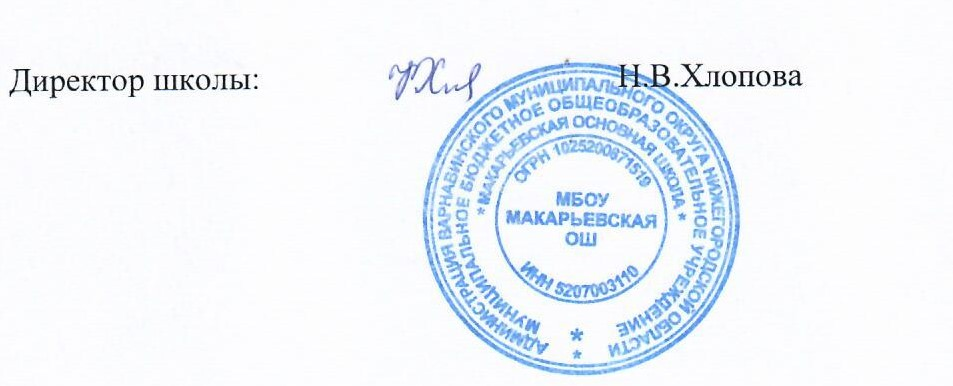 Директор школы: Н.В.Хлопова
АДМИНИСТРАЦИЯ ВАРНАВИНСКОГО МУНИЦИПАЛЬНОГО ОКРУГА НИЖЕГОРОДСКОЙ ОБЛАСТИ *
МУНИЦИПАЛЬНОЕ БЮДЖЕТНОЕ ОБЩЕОБРАЗОВАТЕЛЬНОЕ УЧРЕЖДЕНИЕ *
* МАКАРЬЕВСКАЯ ОСНОВНАЯ ШКОЛА *
ОГРН 1025200871519
МБОУ
МАКАРЬЕВСКАЯ
ОШ
ИНН 5207003110